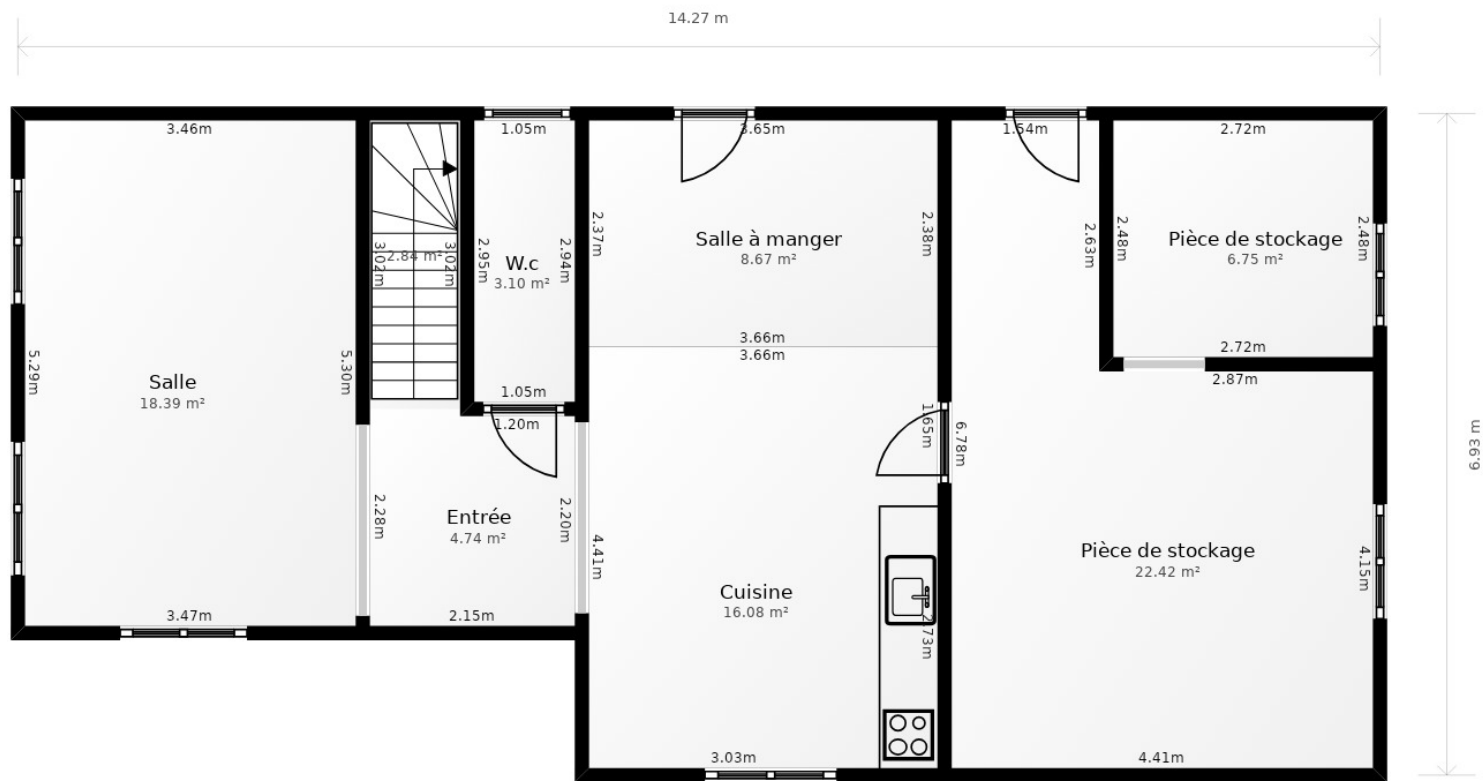 14.27 m
3.46m
1.05m
3.65m
1.54m
2.72m
5.29m
Salle
18.39 m²
5.30m
3.47m
3.02m
2.84 m²
3.02m
2.95m
W.c
3.10 m²
2.94m
1.05m
1.20m
2.28m
Entrée
4.74 m²
2.20m
2.15m
2.37m
Salle à manger
8.67 m²
2.38m
3.66m
3.66m
1.65m
4.41m
Cuisine
16.08 m²
2.73m
3.03m
2.63m
2.48m
Pièce de stockage
6.75 m²
2.48m
2.72m
2.87m
6.78m
Pièce de stockage
22.42 m²
4.15m
4.41m
6.93 m